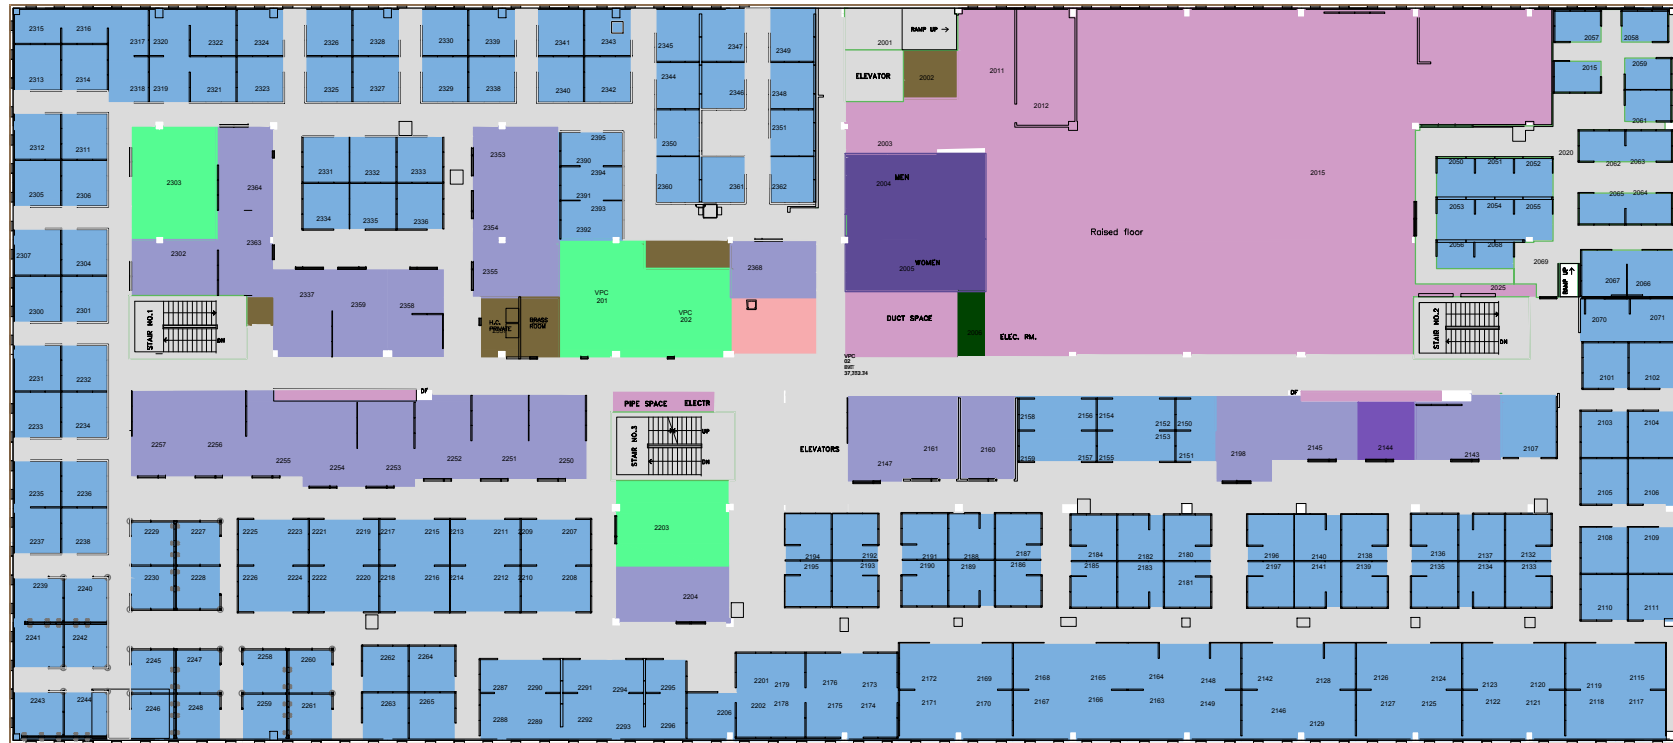 2315 2316 2317 2320 2322 2324 2326 2328 2330 2339 2341 2343 2345 2347 2349
2001 RAMP UP →
2057 2058
2313 2314 2318 2319 2321 2323 2325 2327 2329 2338 2340 2342 2344 2346 2348
ELEVATOR 2002 2011 2012
2015 2059 2061
2312 2311 2331 2332 2333 2353 2395 2390 2394 2350 2351
2003
2020 2050 2051 2052 2062 2063
2303 2364 2391 2393 2360 2361 2362
MEN
2004
2015
2305 2306 2334 2335 2336 2354 2392
2053 2054 2055 2065 2064
Raised floor
2307 2304 2302 2363 2355 2368
WOMEN
2005
2056 2068 2069 2067 2066
RAMP UP →
2025
2300 2301
STAIR NO.1
DN
2337 2359 2358
H.C.
PRIVATE
BRASS
ROOM
VPC
201
VPC
202
DUCT SPACE
ELEC. RM.
STAIR NO.2
DN
2070 2071
VPC
02
37,353.24
2231 2232
2101 2102
DF
PIPE SPACE ELECTR
DF
2233 2234 2257 2256 2255 2254 2253 2252 2251 2250
STAIR NO.3
UP
DN
ELEVATORS
2147 2161 2160
2158 2156 2154 2152 2150
2153
2159 2157 2155 2151
2198 2145 2144 2143 2107
2103 2104
2235 2236
2105 2106
2229 2227 2225 2223 2221 2219 2217 2215 2213 2211 2209 2207
2203
2237 2238
2194 2192 2191 2188 2187 2184 2182 2180 2196 2140 2138 2136 2137 2132
2108 2109
2230 2228 2226 2224 2222 2220 2218 2216 2214 2212 2210 2208
2195 2193 2190 2189 2186 2185 2183 2181 2197 2141 2139 2135 2134 2133
2239 2240
2204
2110 2111
2241 2242
2245 2247 2258 2260 2262 2264
2287 2290 2291 2294 2295
2201 2179 2176 2173 2172 2169 2168 2165 2164 2148 2142 2128 2126 2124 2123 2120 2119 2115
2243 2244 2246 2248 2259 2261 2263 2265
2288 2289 2292 2293 2296 2206
2202 2178 2175 2174 2171 2170 2167 2166 2163 2149 2146 2129 2127 2125 2122 2121 2118 2117